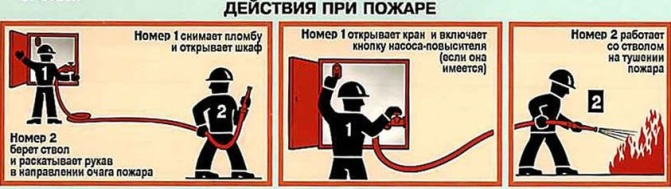 ДЕЙСТВИЯ ПРИ ПОЖАРЕ
Номер 1 снимает пломбу
и открывает шкаф
2
Номер 2
берет ствол
и раскатывает рукав
в направлении очага пожара
Номер 1 открывает кран и включает
кнопку насоса-повысителя
(если она
имеется)
1
Номер 2 работает
со стволом
на тушении
пожара
2